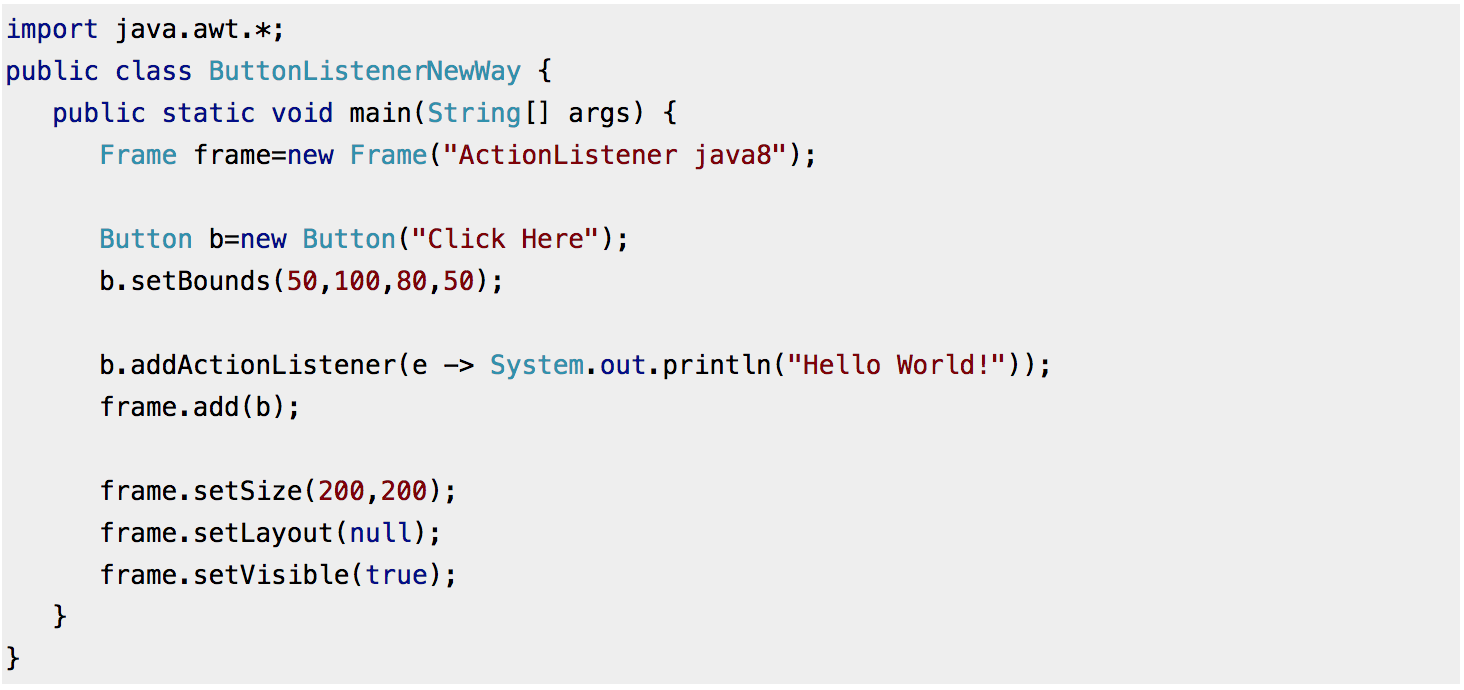 import java.awt.*;
public class ButtonListenerNewWay {
   public static void main(String[] args) {
      Frame frame=new Frame("ActionListener java8");

      Button b=new Button("Click Here");
      b.setBounds(50,100,80,50);

      b.addActionListener(e -> System.out.println("Hello World!"));
      frame.add(b);

      frame.setSize(200,200);
      frame.setLayout(null);
      frame.setVisible(true);
   }
}